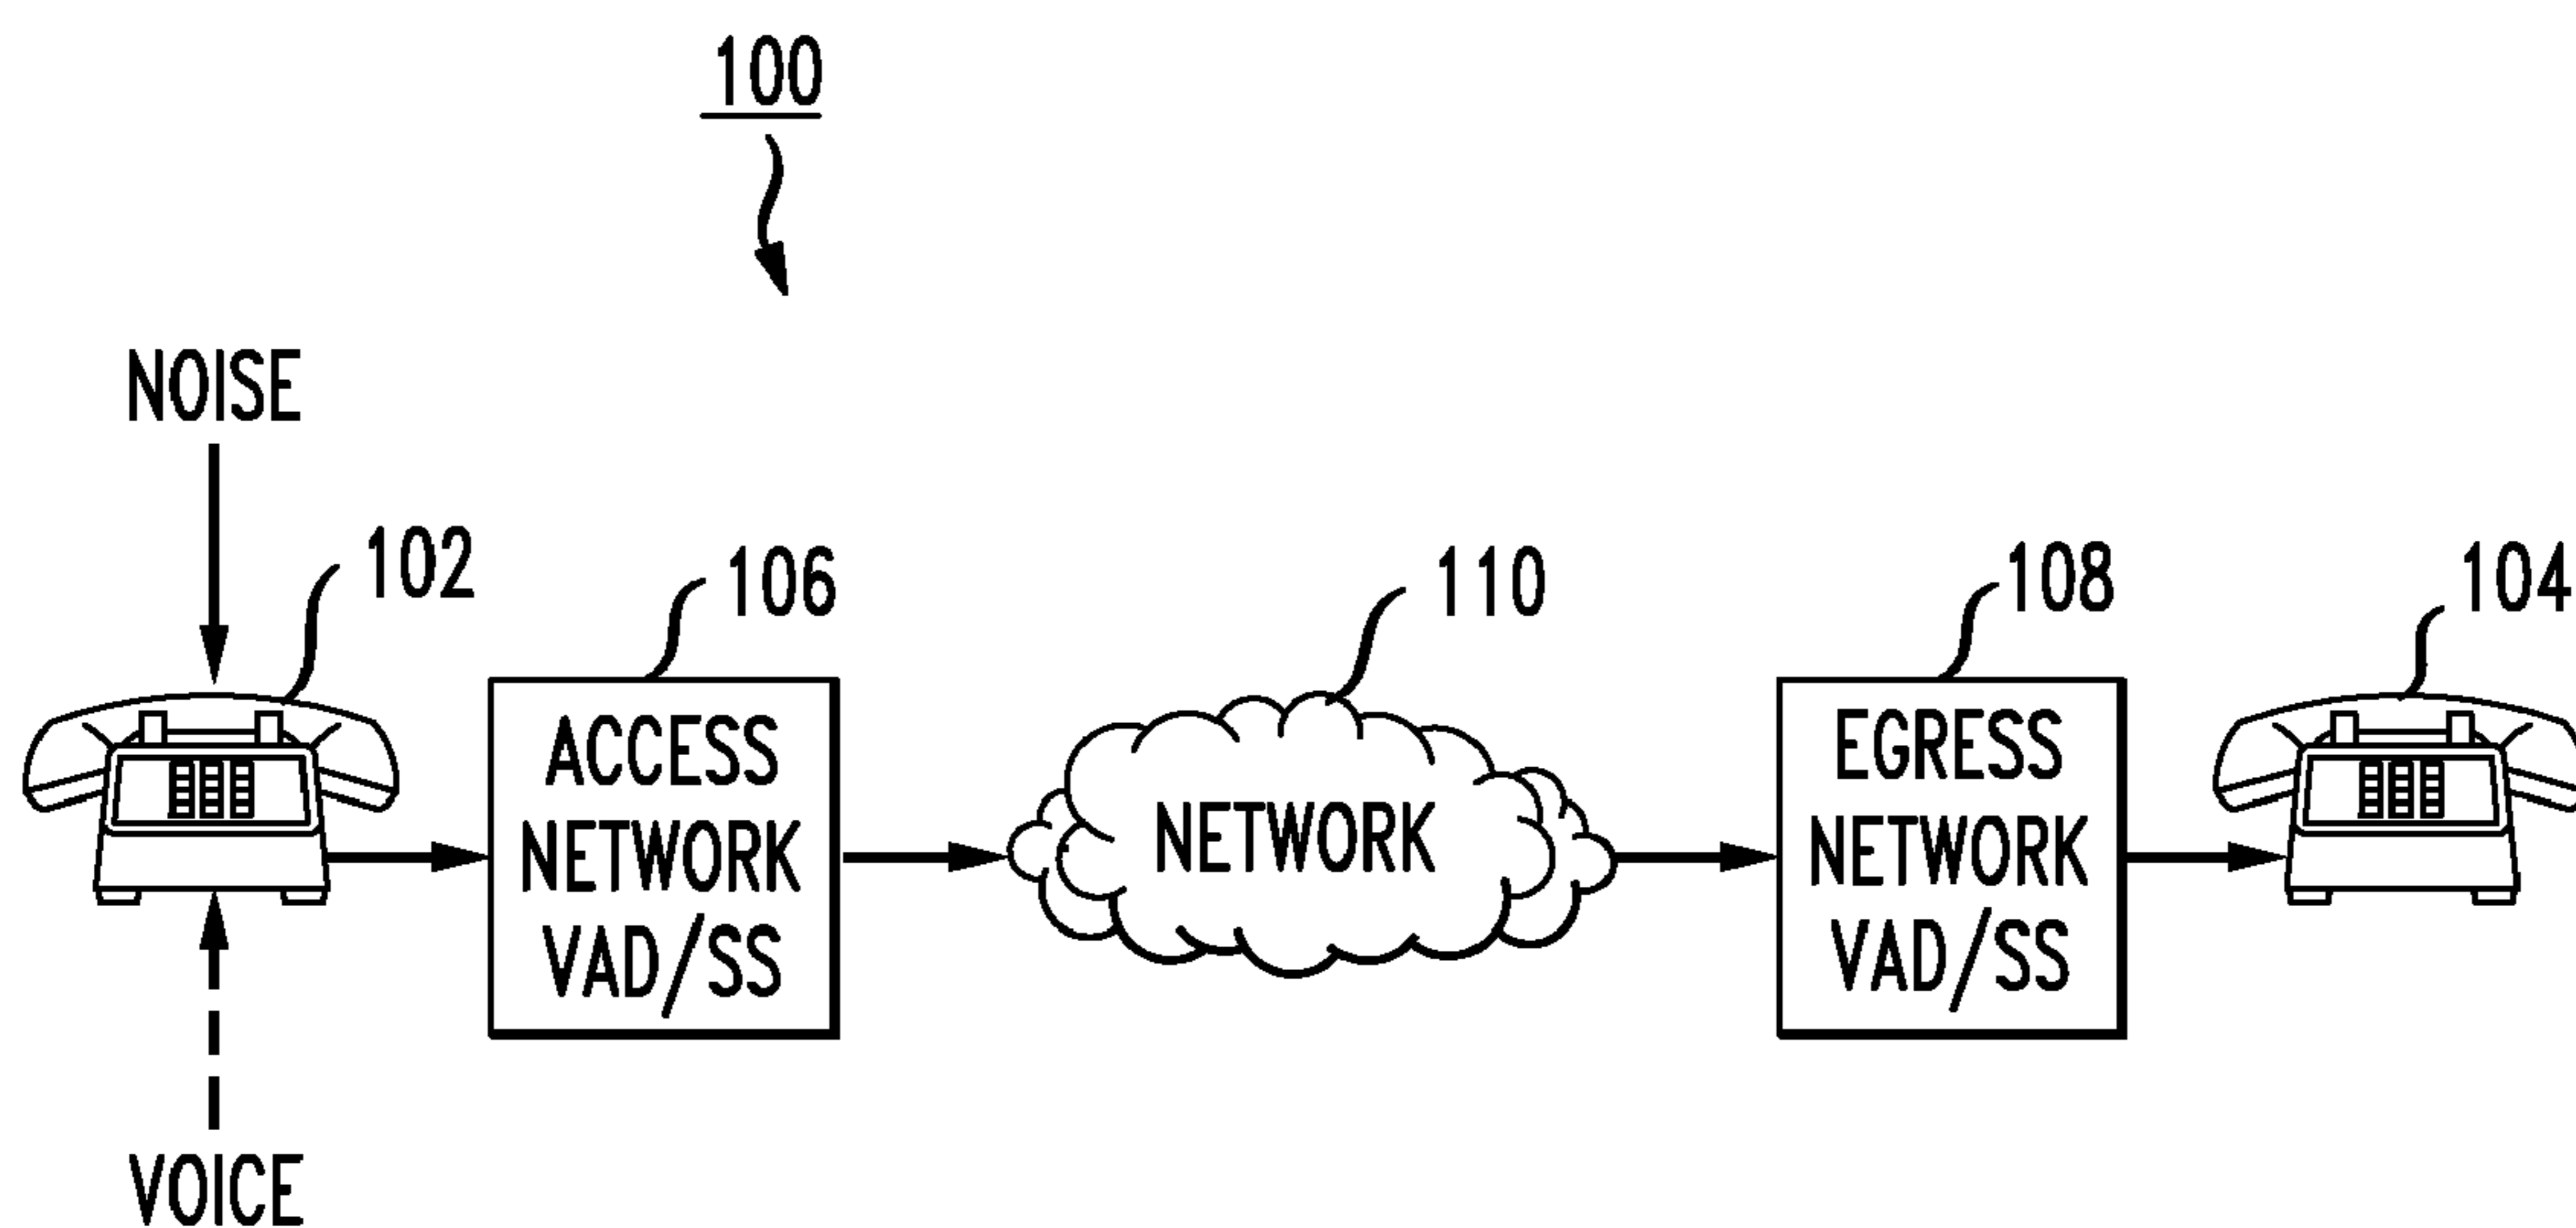 100
NOISE
102
106
110
108
104
ACCESS
NETWORK
VAD/SS
NETWORK
EGRESS
NETWORK
VAD/SS
VOICE